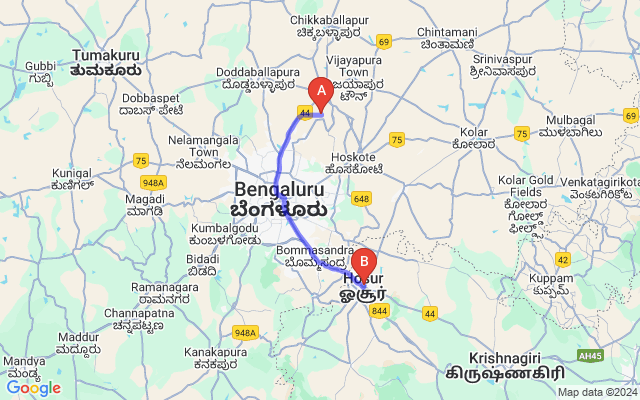 Chikkaballapur
ಚಿಕ್ಕಬಳ್ಳಾಪುರ
69
Chintamani
ಚಿಂತಾಮಣಿ
Gubbi
ಗುಬ್ಬಿ
Tumakuru
ತುಮಕೂರು
Doddaballapura
ದೊಡ್ಡಬಳ್ಳಾಪುರ
Vijayapura
Town
ಟೌನ್
Srinivaspur
ಶ್ರೀನಿವಾಸಪುರ
69
A
44
Dobbaspet
ದಾಬಸ್ ಪೇಟೆ
Nelamangala
Town
ನೆಲಮಂಗಲ
75
Hoskote
ಹೊಸಕೋಟೆ
Kolar
ಕೋಲಾರ
Mulbagal
ಮುಳಬಾಗಿಲು
75
Kunigal
ಕುಣಿಗಲ್
948A
Magadi
ಮಾಗಡಿ
Bengaluru
ಬೆಂಗಳೂರು
648
Kolar Gold
Fields
ಕೋಲಾರ
ಗೋಲ್ಡ್
ಫೀಲ್ಡ್ಸ್
Venkatagirikota
ವೆಂಕಟಗಿರಿಕೋಟ
Kumbalgodu
ಕುಂಬಳಗೋಡು
Bommasandra
ಬೊಮ್ಮಸಂದ್ರ
B
Bidadi
ಬಿಡದಿ
Hosur
ஓசூர்
42
Kuppam
ಕುಪ್ಪಮ್
Ramanagara
ರಾಮನಗರ
844
44
Channapatna
ಚನ್ನಪಟ್ಟಣ
Maddur
ಮದ್ದೂರು
948A
Kanakapura
ಕನಕಪುರ
Krishnagiri
கிருஷ்ணகிரி
AH45
Mandya
ಮಂಡ್ಯ
Google
Map data ©2024